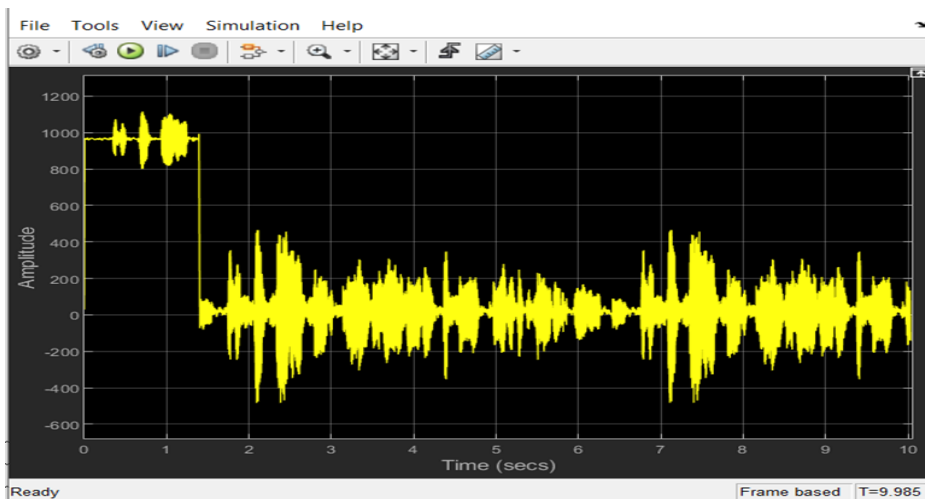 File Tools View Simulation Help
1200
1000
800
600
400
200
0
-200
-400
-600
Amplitude
0 1 2 3 4 5 6 7 8 9 10
Time (secs)
Ready Frame based T=9.985